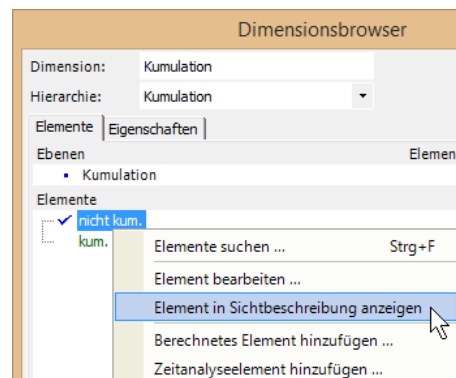 Dimensionsbrowser
Dimension: Kumulation
Hierarchie: Kumulation
Elemente Eigenschaften
Ebenen Elemen
Kumulation
Elemente
nicht kum.
kum.
Elemente suchen ... Strg+F
Element bearbeiten ...
Element in Sichtbeschreibung anzeigen
Berechnetes Element hinzufügen ...
Zeitanalyseelement hinzufügen ...